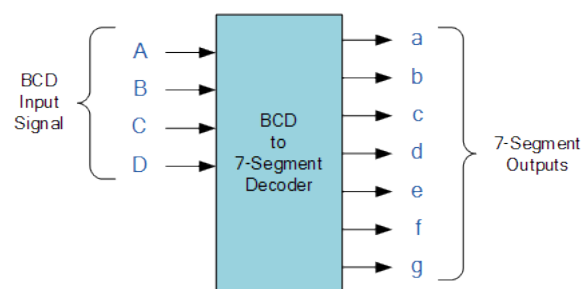 BCD
Input
Signal
A
B
C
D
BCD
to
7-Segment
Decoder
a
b
c
d
e
f
g
7-Segment
Outputs